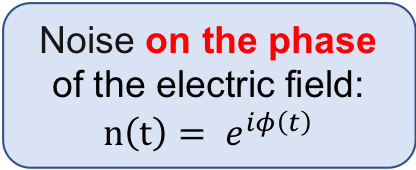 Noise on the phase
of the electric field:
n(t) = e^{iϕ(t)}